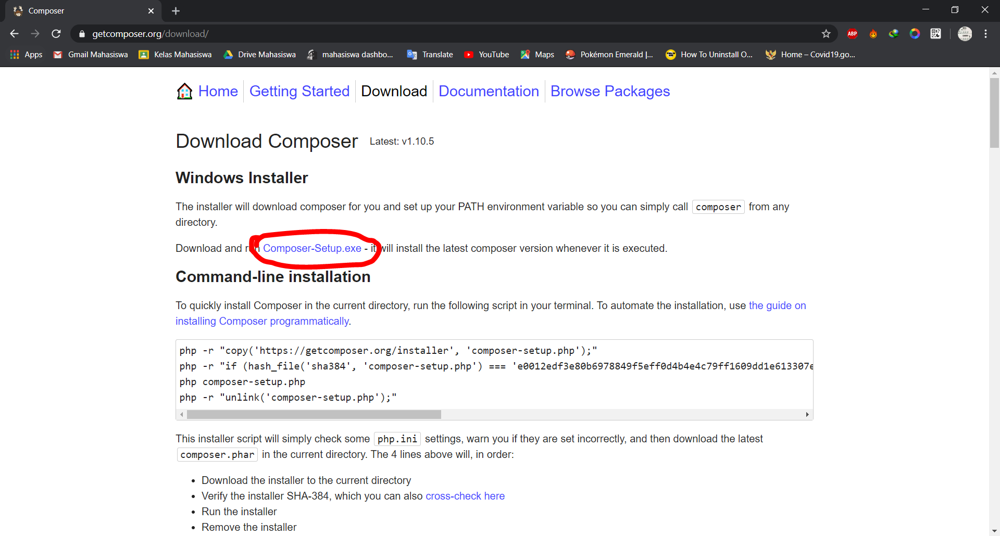 Composer
getcomposer.org/download/
Apps Gmail Mahasiswa Kelas Mahasiswa Drive Mahasiswa mahasiswa dashbo... Translate YouTube Maps Pokémon Emerald |... How To Uninstall O... Home – Covid19.go...
ABP
Home Getting Started Download Documentation Browse Packages
Download Composer Latest: v1.10.5
Windows Installer
The installer will download composer for you and set up your PATH environment variable so you can simply call composer from any
directory.
Download and run Composer-Setup.exe - it will install the latest composer version whenever it is executed.
Command-line installation
To quickly install Composer in the current directory, run the following script in your terminal. To automate the installation, use the guide on
installing Composer programmatically.
php -r "copy('https://getcomposer.org/installer', 'composer-setup.php');"
php -r "if (hash_file('sha384', 'composer-setup.php') === 'e0012edf3e80b6978849f5eff0d4b4e4c79ff1609dd1e613307e
php composer-setup.php
php -r "unlink('composer-setup.php');"
This installer script will simply check some php.ini settings, warn you if they are set incorrectly, and then download the latest
composer.phar in the current directory. The 4 lines above will, in order:
• Download the installer to the current directory
• Verify the installer SHA-384, which you can also cross-check here
• Run the installer
• Remove the installer